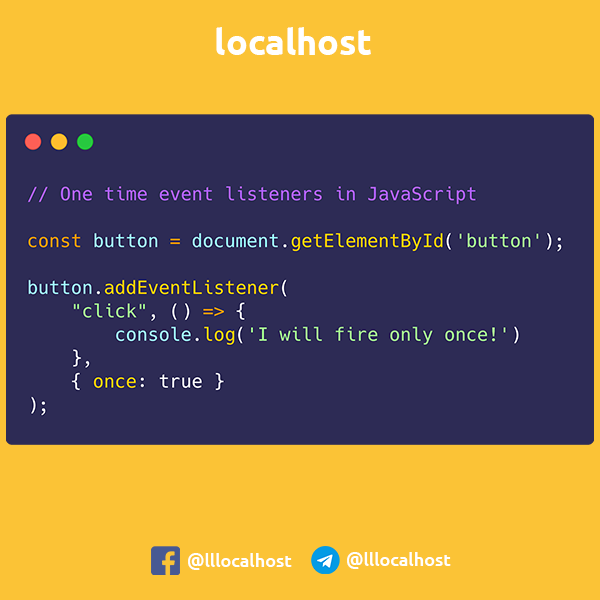 localhost
// One time event listeners in JavaScript
const button = document.getElementById('button');
button.addEventListener(
    "click", () => {
        console.log('I will fire only once!')
    },
    { once: true }
);
@lllocalhost @lllocalhost